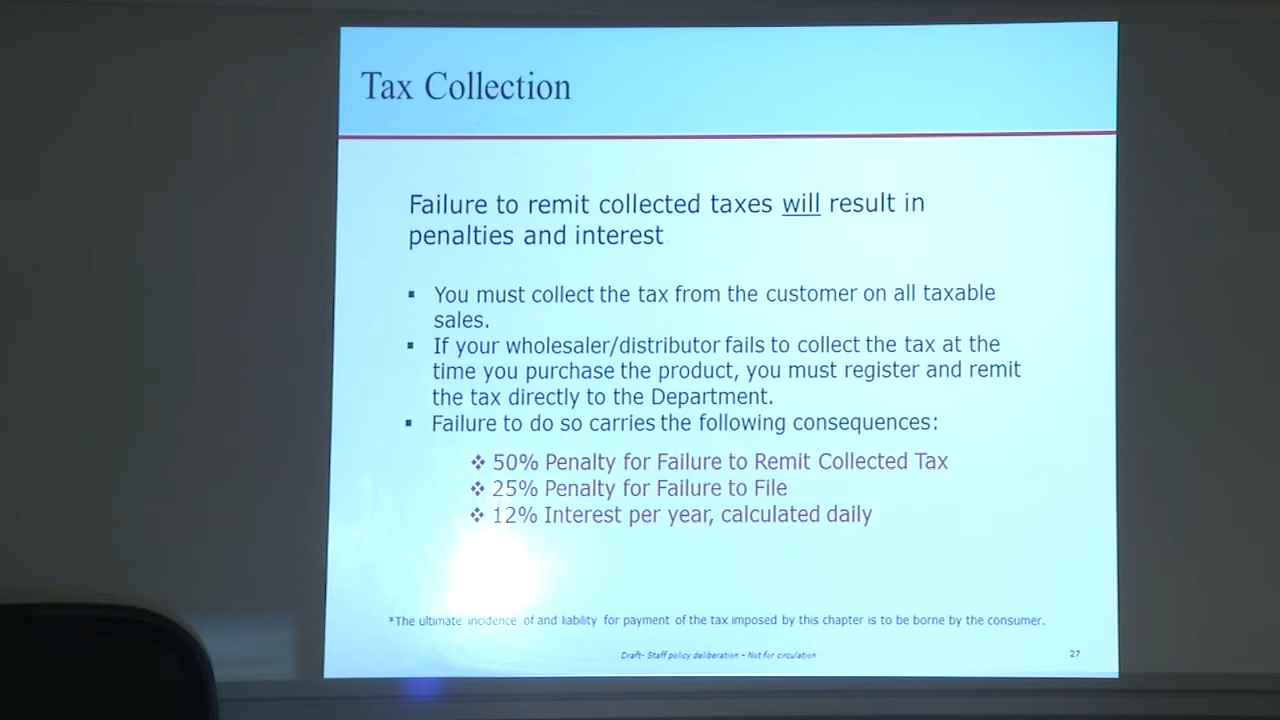 Tax Collection
Failure to remit collected taxes will result in
penalties and interest
▪ You must collect the tax from the customer on all taxable
sales.
▪ If your wholesaler/distributor fails to collect the tax at the
time you purchase the product, you must register and remit
the tax directly to the Department.
▪ Failure to do so carries the following consequences:
❖ 50% Penalty for Failure to Remit Collected Tax
❖ 25% Penalty for Failure to File
❖ 12% Interest per year, calculated daily
*The ultimate incidence of and liability for payment of the tax imposed by this chapter is to be borne by the consumer.
Draft- Staff policy deliberation – Not for circulation
27